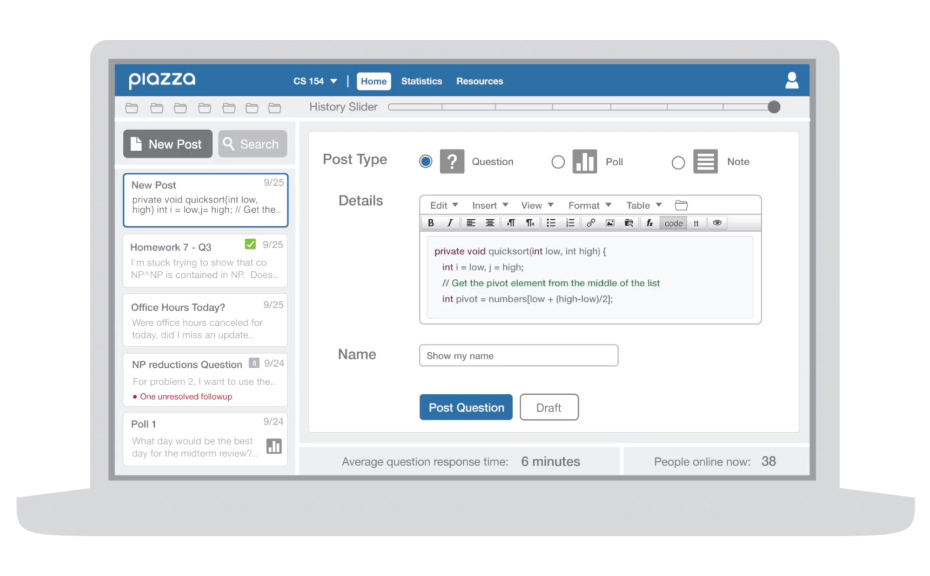 piazza
CS 154 ▼ | Home Statistics Resources
History Slider
New Post Search
New Post 9/25
private void quicksort{int low,
high} int i = low,j= high; // Get the..
Homework 7 - Q3 9/25
I'm stuck trying to show that co
NP^NP is contained in NP. Does..
Office Hours Today? 9/25
Were office hours canceled for
today, did I miss an update..
NP reductions Question 9/24
For problem 2, I want to use the..
• One unresolved followup
Poll 1 9/24
What day would be the best
day for the midterm review?..
Post Type ? Question Poll Note
Details
Edit ▼ Insert ▼ View ▼ Format ▼ Table ▼
B I fx code tt
private void quicksort(int low, int high) {
int i = low, j = high;
// Get the pivot element from the middle of the list
int pivot = numbers[low + (high-low)/2];
Name
Show my name
Post Question Draft
Average question response time: 6 minutes
People online now: 38